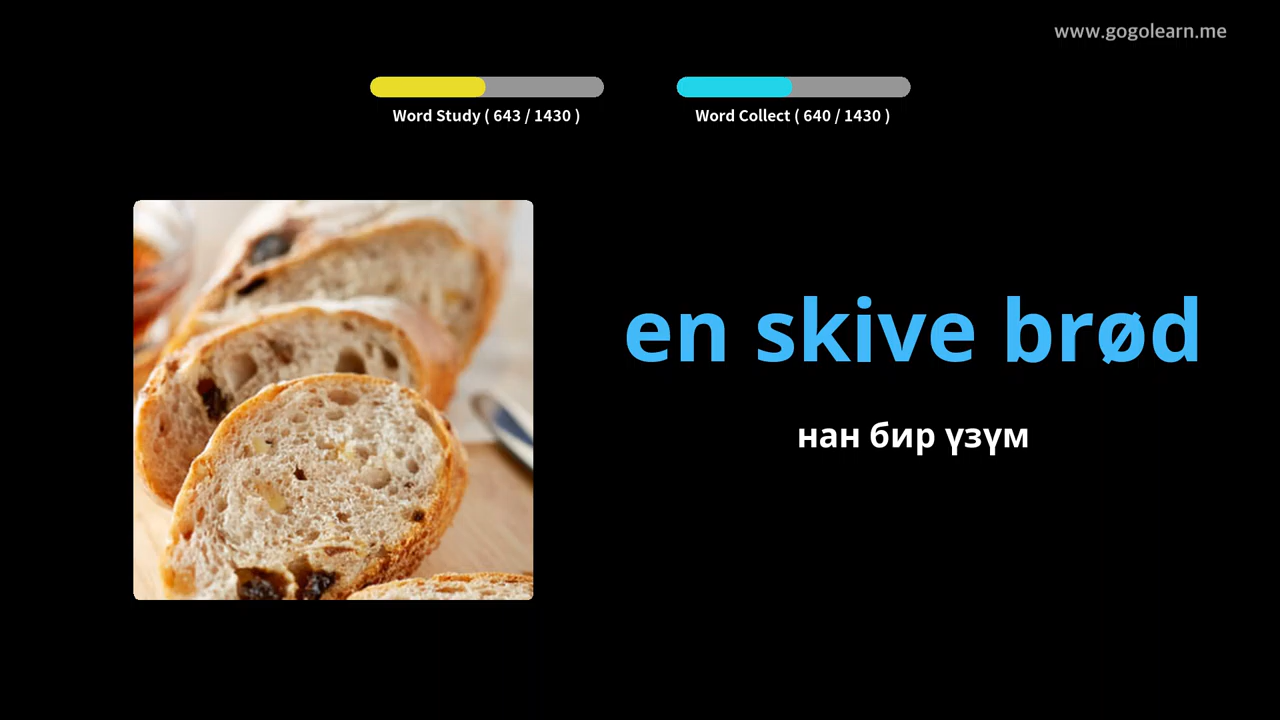 www.gogolearn.me
Word Study ( 643 / 1430 )
Word Collect ( 640 / 1430 )
en skive brød
нан бир үзүм